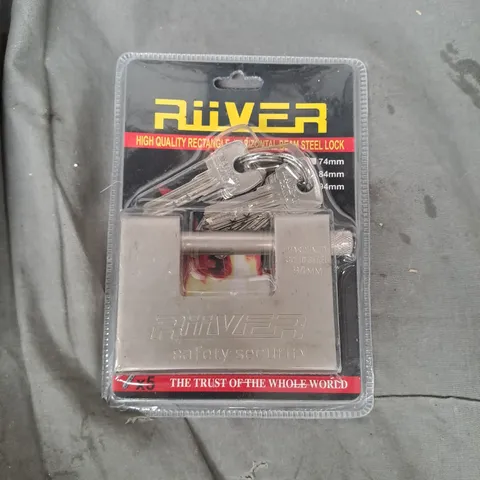 RiiVER
HIGH QUALITY RECTANGLE HORIZONTAL BEAM STEEL LOCK
74mm
84mm
94mm
RiiVER
safety security
x5 THE TRUST OF THE WHOLE WORLD